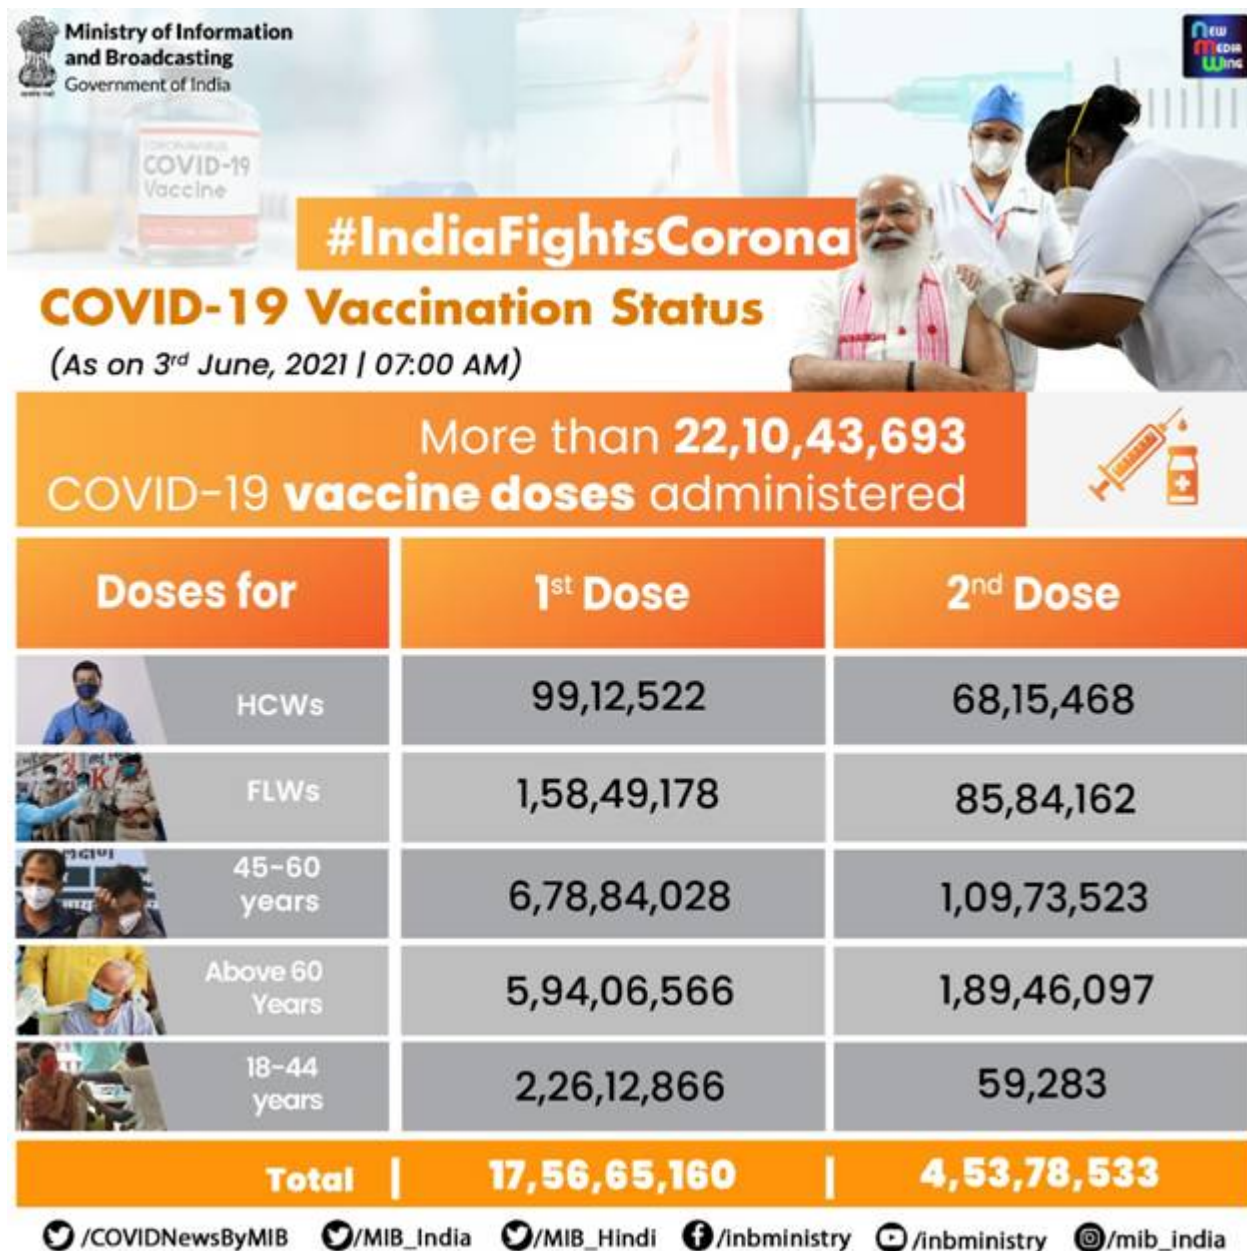 Ministry of Information
and Broadcasting
Government of India
NEW
MEDIA
WING
CORONAVIRUS
COVID-19
Vaccine
#IndiaFightsCorona
COVID-19 Vaccination Status
(As on 3rd June, 2021 | 07:00 AM)
More than 22,10,43,693
COVID-19 vaccine doses administered
Doses for 1st Dose 2nd Dose
HCWs 99,12,522 68,15,468
FLWs 1,58,49,178 85,84,162
45-60
years 6,78,84,028 1,09,73,523
Above 60
Years 5,94,06,566 1,89,46,097
18-44
years 2,26,12,866 59,283
Total | 17,56,65,160 | 4,53,78,533
/COVIDNewsByMIB /MIB_India /MIB_Hindi /inbministry /inbministry /mib_india